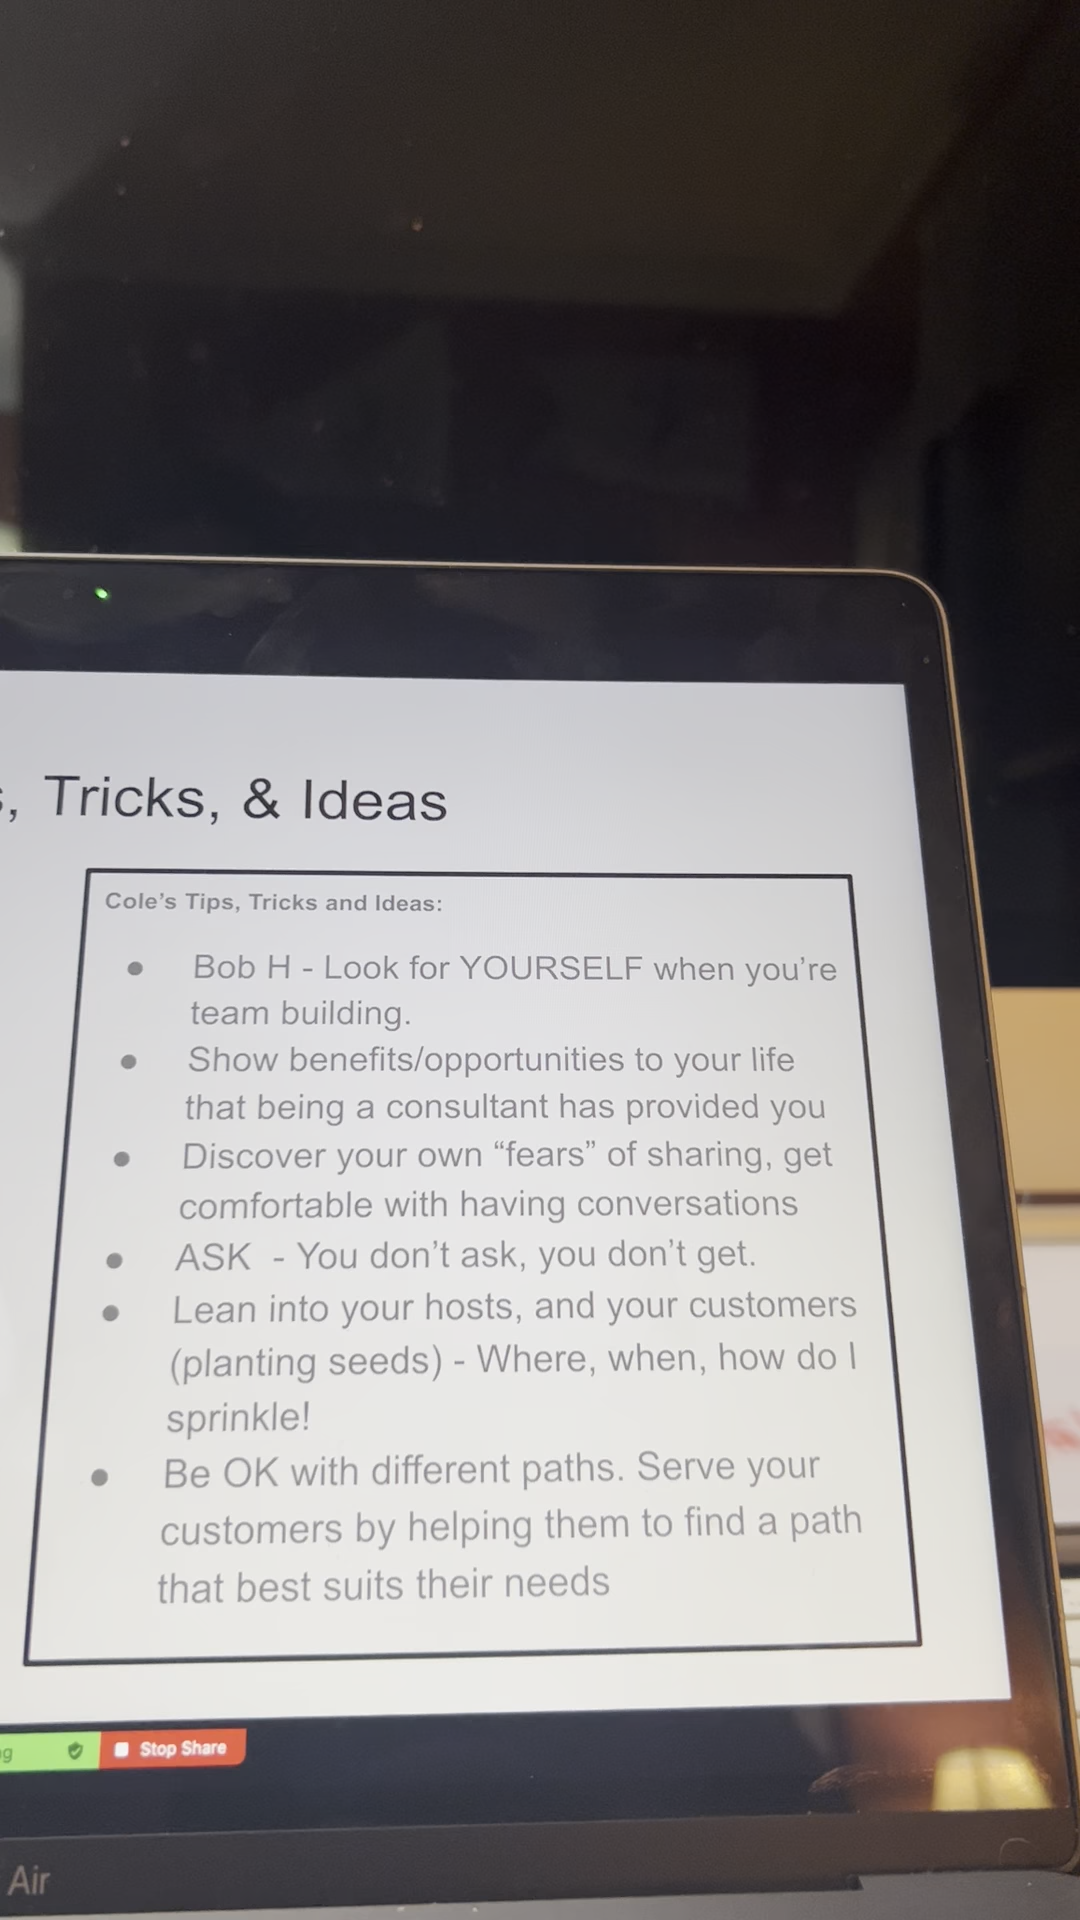 , Tricks, & Ideas
Cole's Tips, Tricks and Ideas:
● Bob H - Look for YOURSELF when you're
team building.
● Show benefits/opportunities to your life
that being a consultant has provided you
● Discover your own “fears” of sharing, get
comfortable with having conversations
● ASK - You don't ask, you don't get.
● Lean into your hosts, and your customers
(planting seeds) - Where, when, how do I
sprinkle!
● Be OK with different paths. Serve your
customers by helping them to find a path
that best suits their needs
g Stop Share
Air